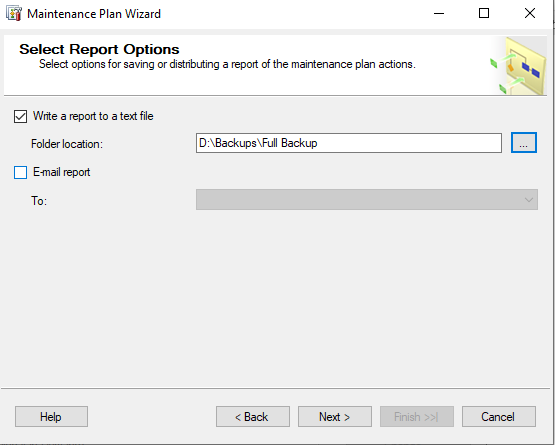 Maintenance Plan Wizard
Select Report Options
Select options for saving or distributing a report of the maintenance plan actions.
Write a report to a text file
Folder location:
D:\Backups\Full Backup
...
E-mail report
To:
Help
< Back
Next >
Finish >>|
Cancel